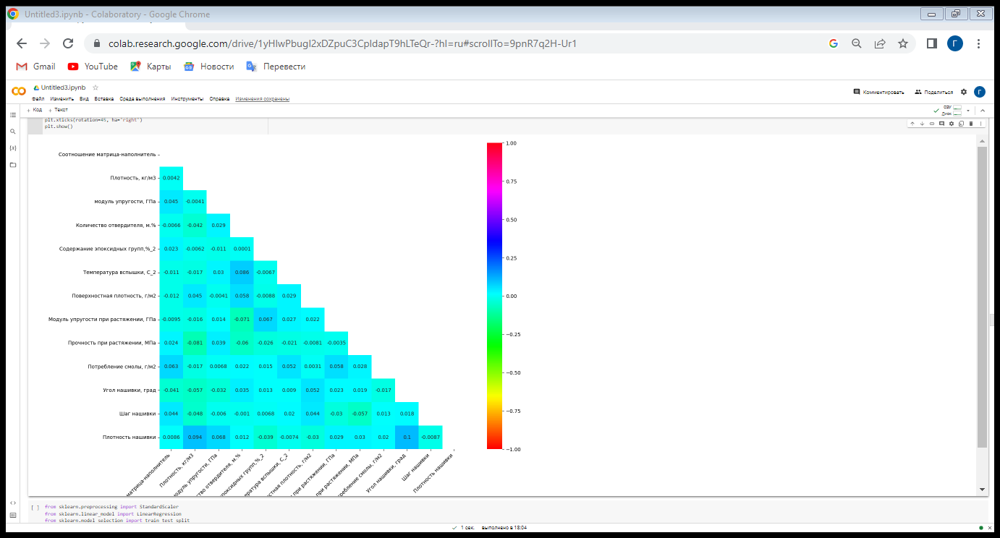 Untitled3.ipynb - Colaboratory - Google Chrome
colab.research.google.com/drive/1yHlwPbugI2xDZpuC3CpIdapT9hLTeQr-?hl=ru#scrollTo=9pnR7q2H-Ur1
Г
Gmail YouTube Карты Новости Перевести
CO Untitled3.ipynb
Файл Изменить Вид Вставка Среда выполнения Инструменты Справка Изменения сохранены
Комментировать Поделиться Г
+ Код + Текст
ОЗУ
Диск
plt.xticks(rotation=45, ha='right')
plt.show()
Соотношение матрица-наполнитель
Плотность, кг/м3 0.0042
модуль упругости, ГПа 0.045 -0.0041
Количество отвердителя, м.% -0.0066 -0.042 0.029
Содержание эпоксидных групп,%_2 0.023 -0.0062 -0.011 0.0001
Температура вспышки, С_2 -0.011 -0.017 0.03 0.086 -0.0067
Поверхностная плотность, г/м2 -0.012 0.045 -0.0041 0.058 -0.0088 0.029
Модуль упругости при растяжении, ГПа -0.0095 -0.016 0.014 -0.071 0.067 0.027 0.022
Прочность при растяжении, МПа 0.024 -0.081 0.039 -0.06 -0.026 -0.021 -0.0081 -0.0035
Потребление смолы, г/м2 0.063 -0.017 0.0068 0.022 0.015 0.052 0.0031 0.058 0.028
Угол нашивки, град -0.041 -0.057 -0.032 0.035 0.013 0.009 0.052 0.023 0.019 -0.017
Шаг нашивки 0.044 -0.048 -0.006 -0.001 0.0068 0.02 0.044 -0.03 -0.057 0.013 0.018
Плотность нашивки 0.0086 0.094 0.068 0.012 -0.039 -0.0074 -0.03 0.029 0.03 0.02 0.1 -0.0087
матрица-наполнитель
Плотность, кг/м3
модуль упругости, ГПа
ство отвердителя, м.%
поксидных групп,%_2
ература вспышки, С_2
стная плотность, г/м2
при растяжении, ГПа
при растяжении, МПа
требление смолы, г/м2
Угол нашивки, град
Шаг нашивки
Плотность нашивки
1.00
0.75
0.50
0.25
0.00
−0.25
−0.50
−0.75
−1.00
[ ] from sklearn.preprocessing import StandardScaler
from sklearn.linear_model import LinearRegression
from sklearn.model_selection import train_test_split
1 сек. выполнено в 18:04